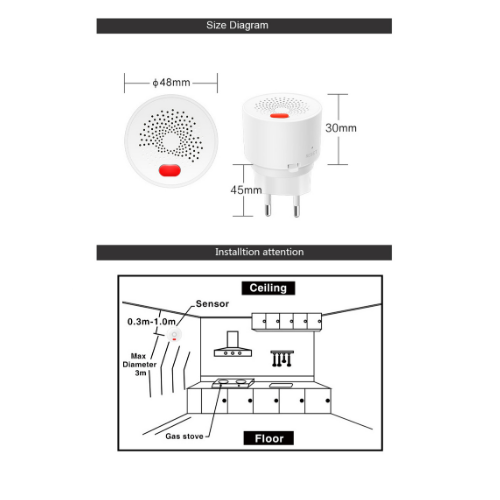 Size Diagram
ϕ48mm
30mm
45mm
Installtion attention
Ceiling
Sensor
0.3m-1.0m
Max
Diameter
3m
Gas stove
Floor